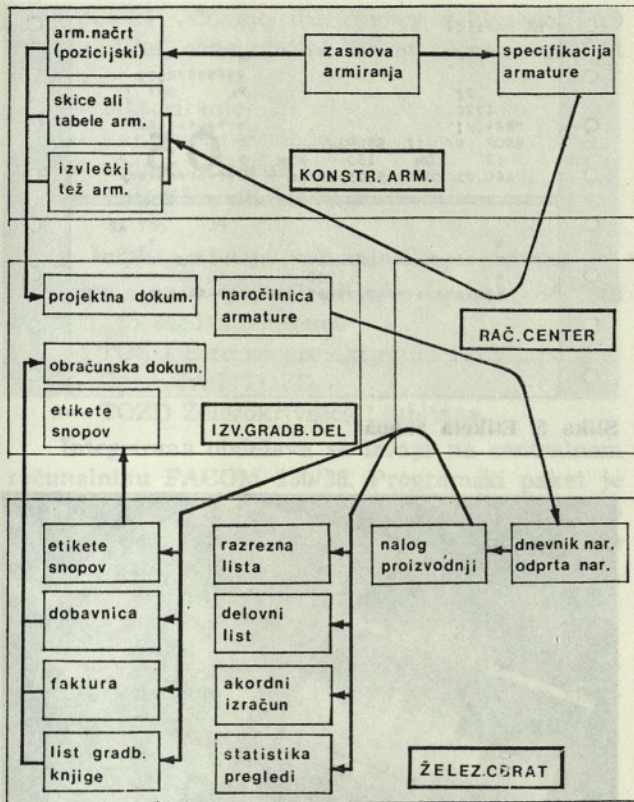 arm.načrt
(pozicijski)
zasnova
armiranja
specifikacija
armature
skice ali
tabele arm.
izvlečki
tež arm.
KONSTR.ARM.
projektna dokum.
naročilnica
armature
RAČ.CENTER
obračunska dokum.
etikete
snopov
IZV.GRADB.DEL
etikete
snopov
razrezna
lista
nalog
proizvodnji
dnevnik nar.
odprta nar.
dobavnica
delovni
list
faktura
akordni
izračun
list gradb.
knjige
statistika
pregledi
ŽELEZ.OBRAT